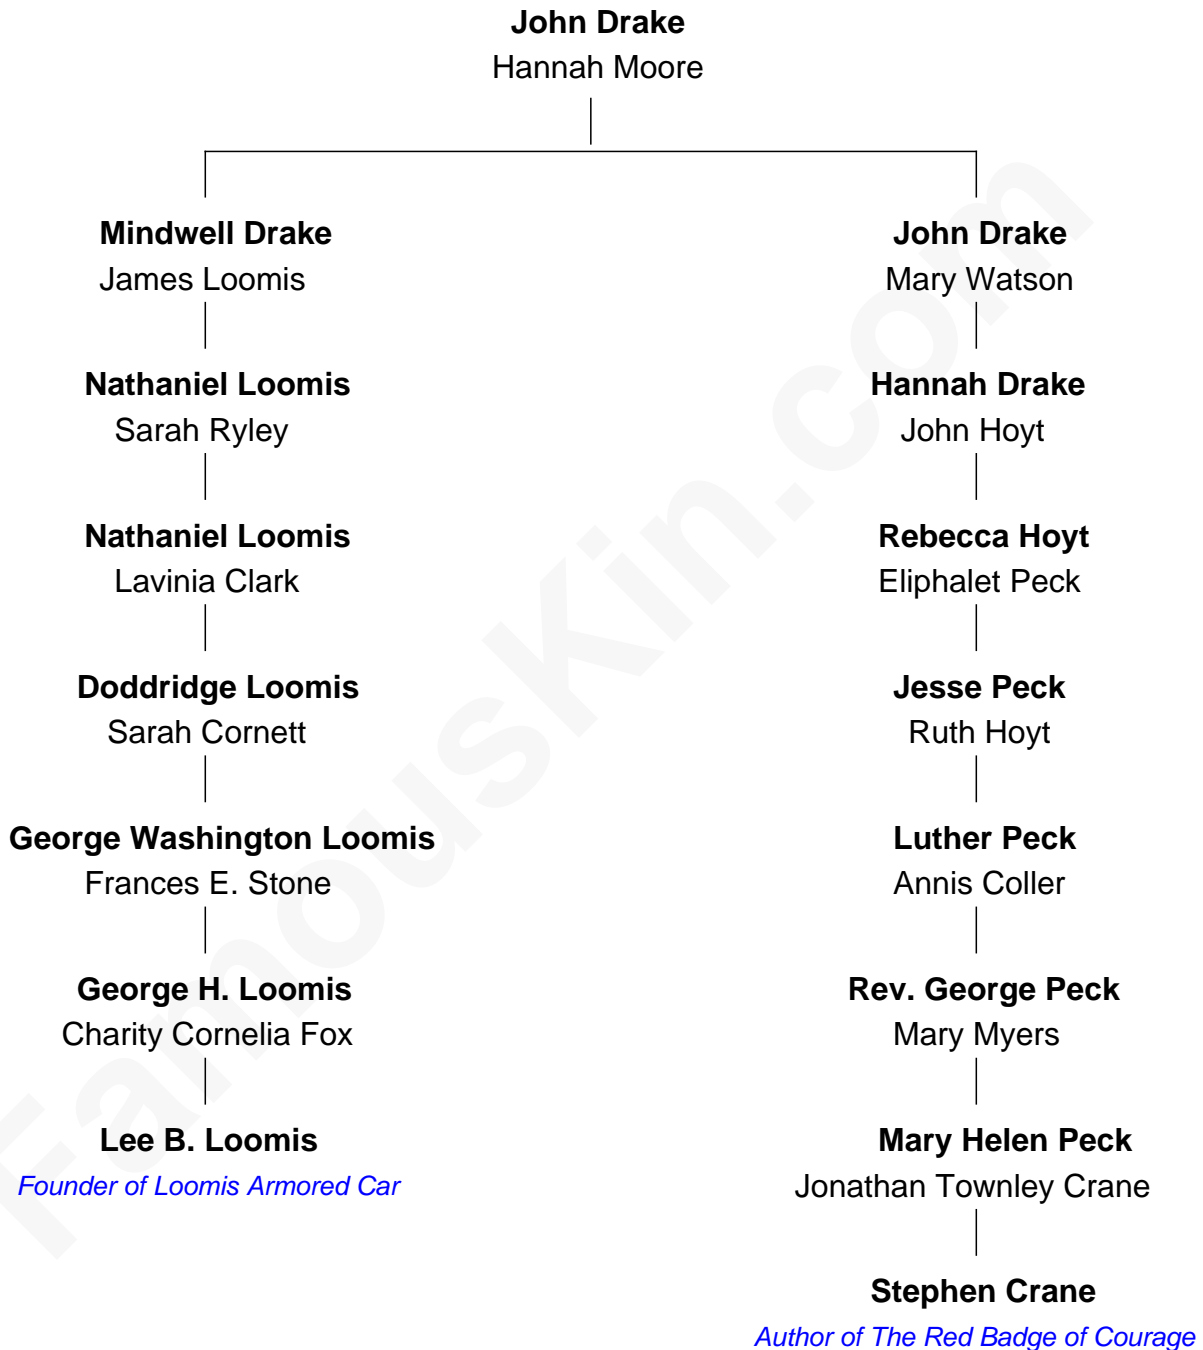 John Drake
Hannah Moore
Mindwell Drake
James Loomis
John Drake
Mary Watson
Nathaniel Loomis
Sarah Ryley
Hannah Drake
John Hoyt
Nathaniel Loomis
Lavinia Clark
Rebecca Hoyt
Eliphalet Peck
Doddridge Loomis
Sarah Cornett
Jesse Peck
Ruth Hoyt
George Washington Loomis
Frances E. Stone
Luther Peck
Annis Coller
George H. Loomis
Charity Cornelia Fox
Rev. George Peck
Mary Myers
Lee B. Loomis
Founder of Loomis Armored Car
Mary Helen Peck
Jonathan Townley Crane
Stephen Crane
Author of The Red Badge of Courage
FamousKin.com